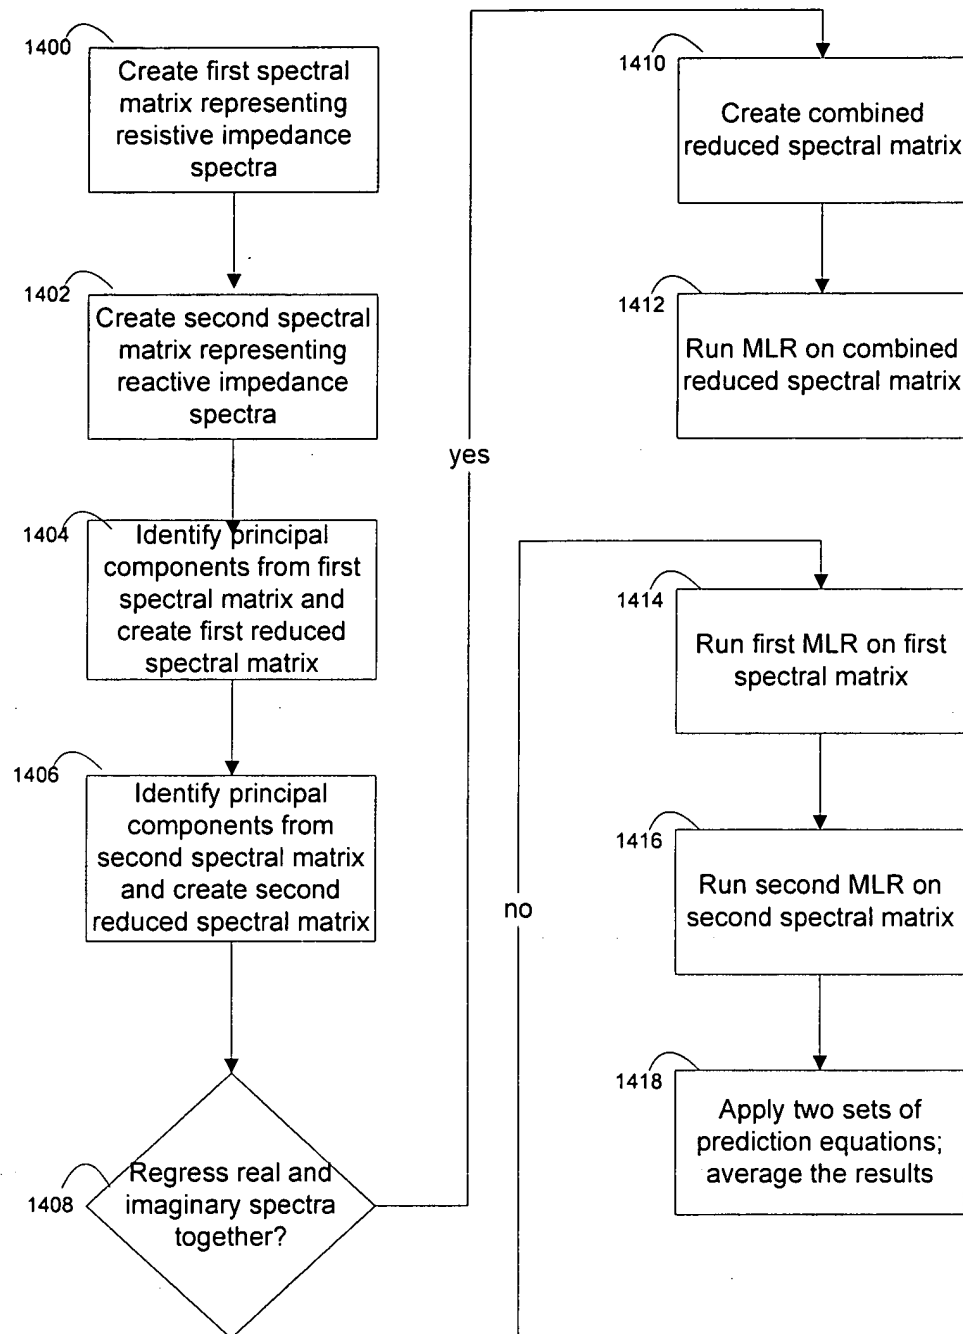 1400
Create first spectral
matrix representing
resistive impedance
spectra
1402
Create second spectral
matrix representing
reactive impedance
spectra
1404
Identify principal
components from first
spectral matrix and
create first reduced
spectral matrix
1406
Identify principal
components from
second spectral matrix
and create second
reduced spectral matrix
1408
Regress real and
imaginary spectra
together?
yes
no
1410
Create combined
reduced spectral matrix
1412
Run MLR on combined
reduced spectral matrix
1414
Run first MLR on first
spectral matrix
1416
Run second MLR on
second spectral matrix
1418
Apply two sets of
prediction equations;
average the results